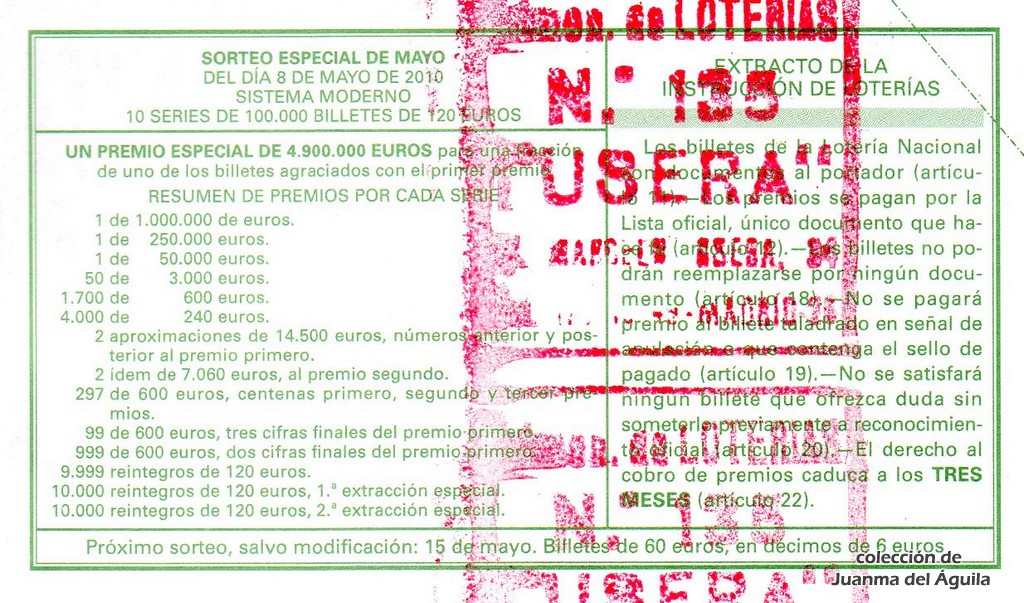 SORTEO ESPECIAL DE MAYO
DEL DÍA 8 DE MAYO DE 2010
SISTEMA MODERNO
10 SERIES DE 100.000 BILLETES DE 120 EUROS
UN PREMIO ESPECIAL DE 4.900.000 EUROS para una fracción
de uno de los billetes agraciados con el primer premio
RESUMEN DE PREMIOS POR CADA SERIE
1 de 1.000.000 de euros.
1 de 250.000 euros.
1 de 50.000 euros.
50 de 3.000 euros.
1.700 de 600 euros.
4.000 de 240 euros.
2 aproximaciones de 14.500 euros, números anterior y pos-
terior al premio primero.
2 ídem de 7.060 euros, al premio segundo.
297 de 600 euros, centenas primero, segundo y tercer pre-
mios.
99 de 600 euros, tres cifras finales del premio primero.
999 de 600 euros, dos cifras finales del premio primero.
9.999 reintegros de 120 euros.
10.000 reintegros de 120 euros, 1.ª extracción especial.
10.000 reintegros de 120 euros, 2.ª extracción especial.
EXTRACTO DE LA
INSTRUCCIÓN DE LOTERÍAS
Los billetes de la Lotería Nacional
son documentos al portador (artícu-
lo 11).—Los premios se pagan por la
Lista oficial, único documento que ha-
ce fe (artículo 12).—Los billetes no po-
drán reemplazarse por ningún docu-
mento (artículo 18).—No se pagará
premio al billete taladrado en señal de
anulación o que contenga el sello de
pagado (artículo 19).—No se satisfará
ningún billete que ofrezca duda sin
someterlo previamente a reconocimien-
to oficial (artículo 20).—El derecho al
cobro de premios caduca a los TRES
MESES (artículo 22).
Próximo sorteo, salvo modificación: 15 de mayo. Billetes de 60 euros, en décimos de 6 euros
de LOTERIAS
N.º 135
"USERA"
MARCELO USERA,
MADRID
de LOTERIAS
N.º 135
"USERA"
colección de
Juanma del Águila